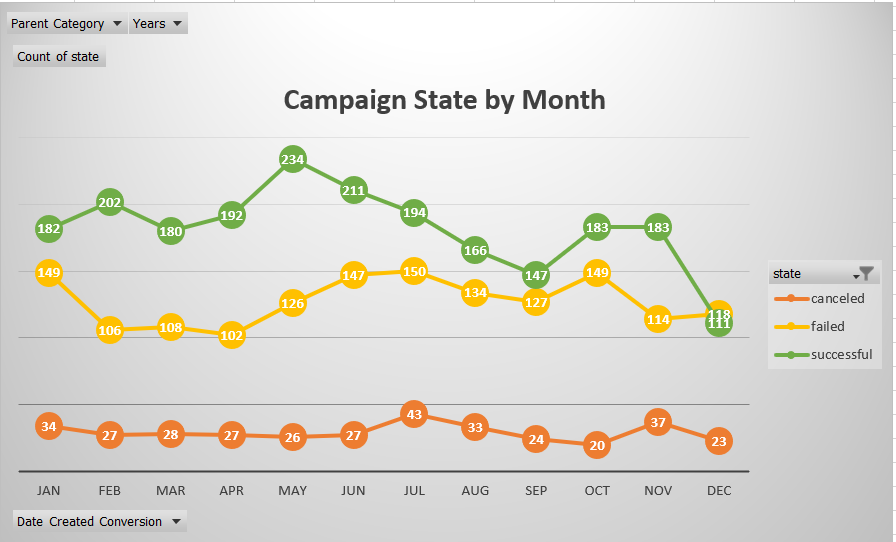 Parent Category Years
Count of state
Campaign State by Month
234
202 211
182 180 192 194
166 183 183
147
149 147 150 149
126 134 127
106 108 102 114 118
111
34 27 28 27 26 27 43 33 24 20 37 23
JAN FEB MAR APR MAY JUN JUL AUG SEP OCT NOV DEC
state
canceled
failed
successful
Date Created Conversion